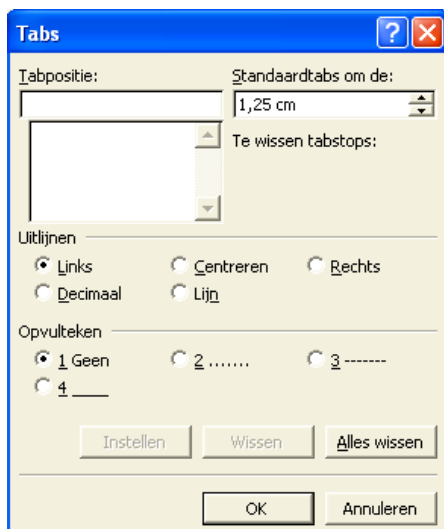 Tabs
Tabpositie:
Standaardtabs om de:
1,25 cm
Te wissen tabstops:
Uitlijnen
Links
Centreren
Rechts
Decimaal
Lijn
Opvulteken
1 Geen
2 .......
3 -------
4 ____
Instellen
Wissen
Alles wissen
OK
Annuleren